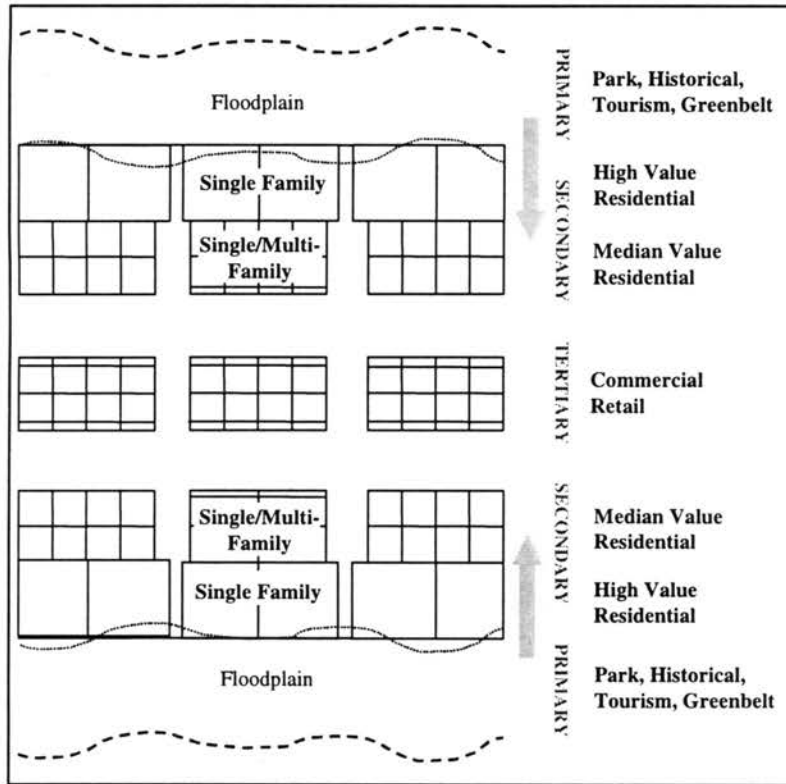 PRIMARY
Park, Historical,
Tourism, Greenbelt
Floodplain
Single Family
High Value
Residential
SECONDARY
Single/Multi-
Family
Median Value
Residential
TERTIARY
Commercial
Retail
SECONDARY
Single/Multi-
Family
Median Value
Residential
Single Family
High Value
Residential
PRIMARY
Floodplain
Park, Historical,
Tourism, Greenbelt